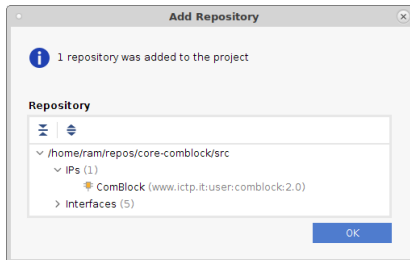 Add Repository
1 repository was added to the project
Repository
/home/ram/repos/core-comblock/src
IPs (1)
ComBlock (www.ictp.it:user:comblock:2.0)
Interfaces (5)
OK